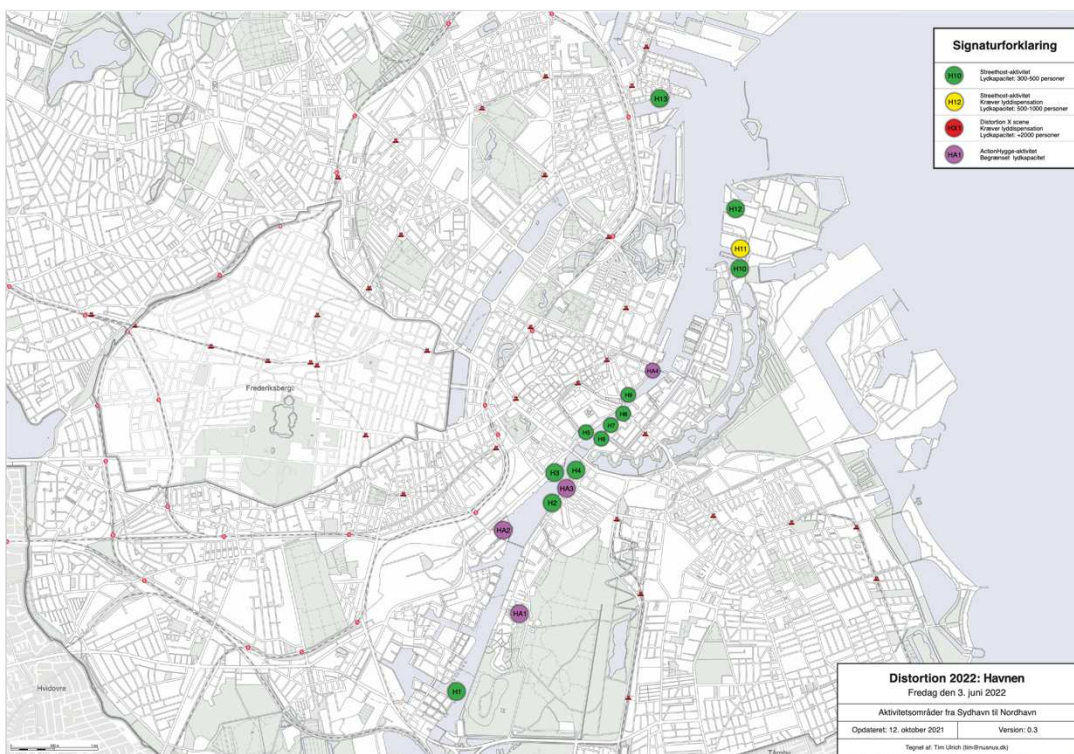 Signaturforklaring
H10
Streethost-aktivitet
Lydkapacitet: 300-500 personer
H12
Streethost-aktivitet
Kræver lyddispensation
Lydkapacitet: 500-1000 personer
HX1
Distortion X scene
Kræver lyddispensation
Lydkapacitet: +2000 personer
HA1
ActionHygge-aktivitet
Begrænset lydkapacitet
H13
H12
H11
H10
HA4
H9
H8
H7
H5
H6
H3
H4
HA3
H2
HA2
HA1
H1
Frederiksberg
Hvidovre
Tårnby
Distortion 2022: Havnen
Fredag den 3. juni 2022
Aktivitetsområder fra Sydhavn til Nordhavn
Opdateret: 12. oktober 2021
Version: 0.3
Tegnet af: Tim Ulrich (tim@nusnus.dk)